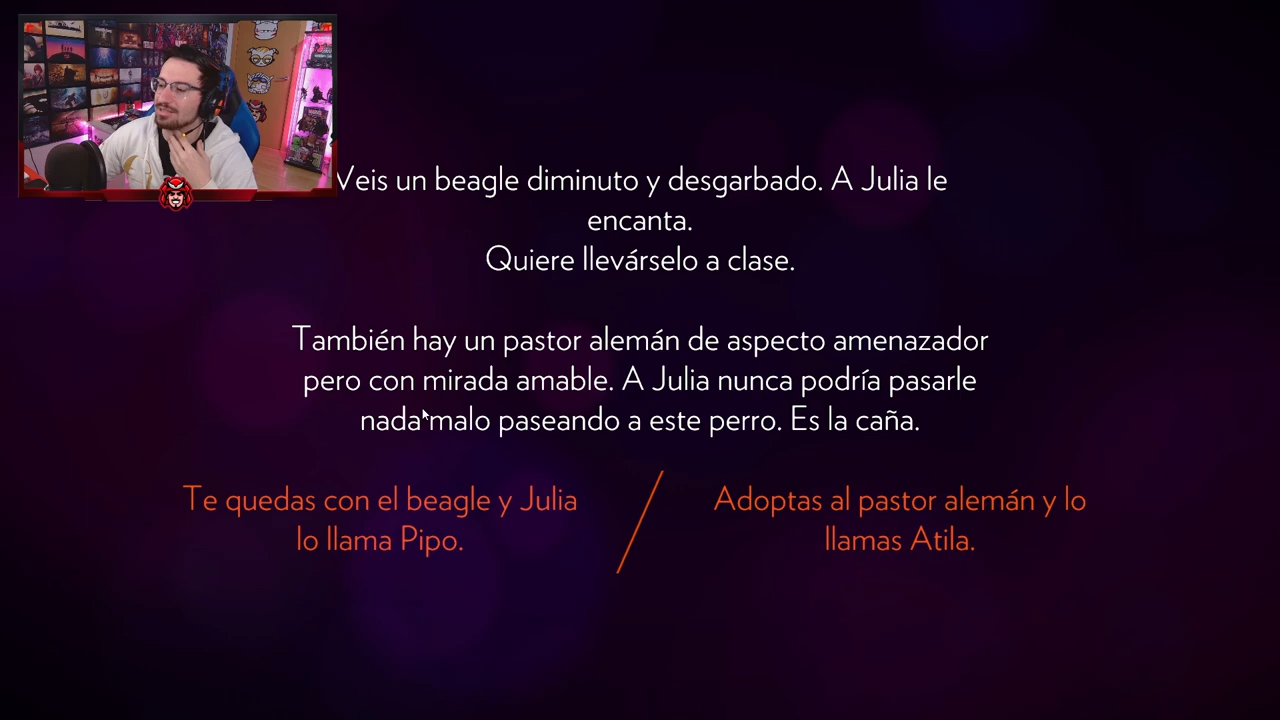 Veis un beagle diminuto y desgarbado. A Julia le
encanta.
Quiere llevárselo a clase.
También hay un pastor alemán de aspecto amenazador
pero con mirada amable. A Julia nunca podría pasarle
nada malo paseando a este perro. Es la caña.
Te quedas con el beagle y Julia
lo llama Pipo.
Adoptas al pastor alemán y lo
llamas Atila.